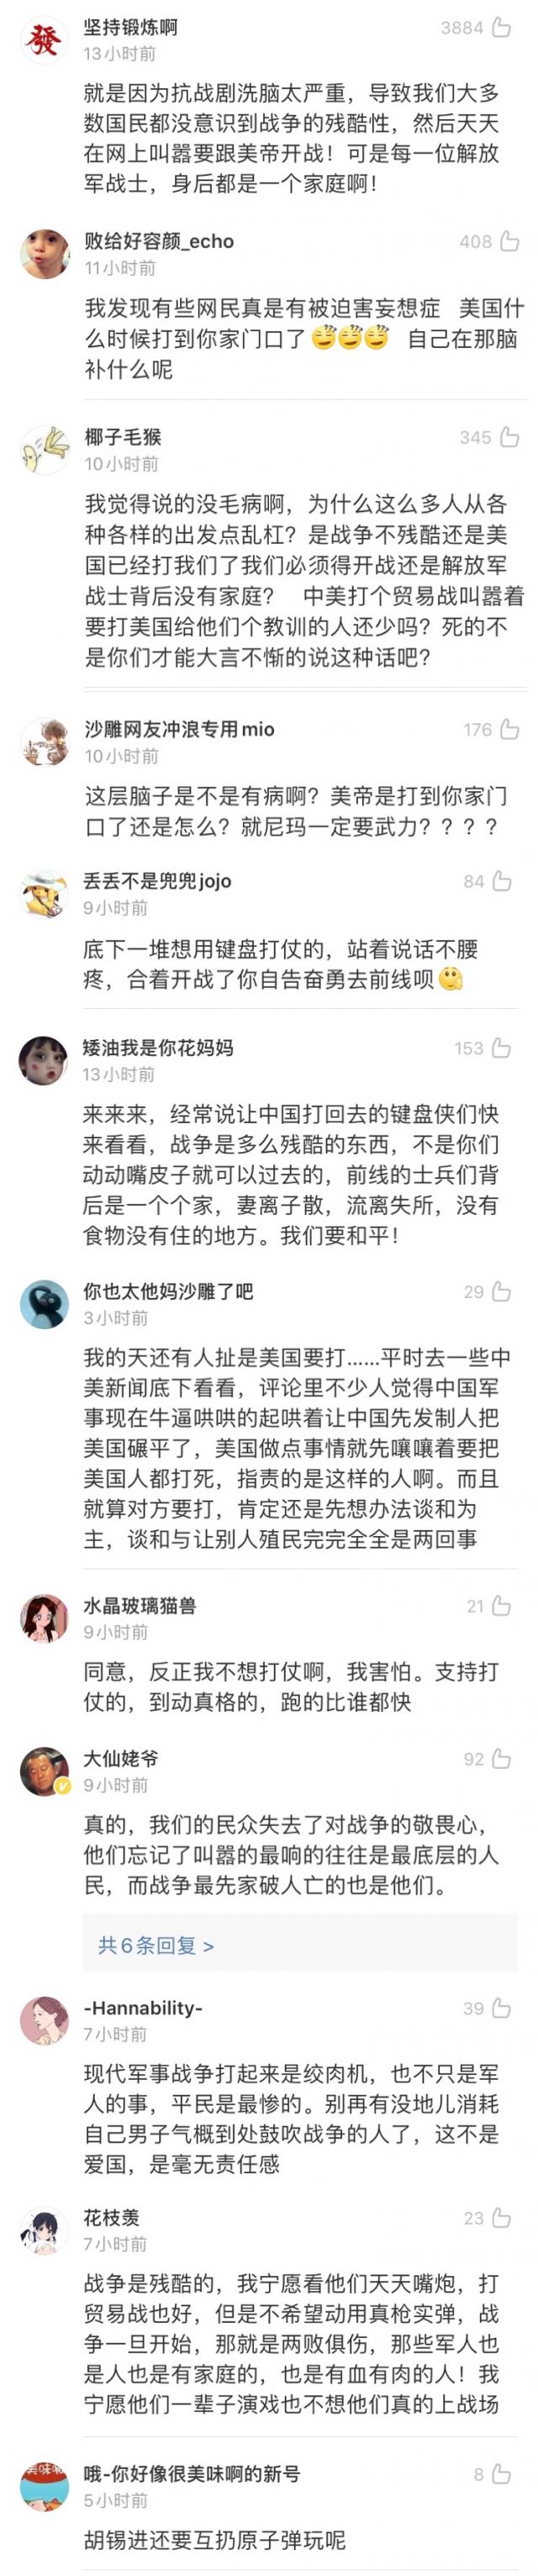 坚持锻炼啊
3884
13小时前
就是因为抗战剧洗脑太严重，导致我们大多
数国民都没意识到战争的残酷性，然后天天
在网上叫嚣要跟美帝开战！可是每一位解放
军战士，身后都是一个家庭啊！
败给好容颜_echo
408
11小时前
我发现有些网民真是有被迫害妄想症 美国什
么时候打到你家门口了 自己在那脑
补什么呢
椰子毛猴
345
10小时前
我觉得说的没毛病啊，为什么这么多人从各
种各样的出发点乱杠？是战争不残酷还是美
国已经打我们了我们必须得开战还是解放军
战士背后没有家庭？ 中美打个贸易战叫嚣着
要打美国给他们个教训的人还少吗？死的不
是你们才能大言不惭的说这种话吧？
沙雕网友冲浪专用mio
176
10小时前
这层脑子是不是有病啊？美帝是打到你家门
口了还是怎么？就尼玛一定要武力？？？？
丢丢不是兜兜jojo
84
9小时前
底下一堆想用键盘打仗的，站着说话不腰
疼，合着开战了你自告奋勇去前线呗
矮油我是你花妈妈
153
13小时前
来来来，经常说让中国打回去的键盘侠们快
来看看，战争是多么残酷的东西，不是你们
动动嘴皮子就可以过去的，前线的士兵们背
后是一个个家，妻离子散，流离失所，没有
食物没有住的地方。我们要和平！
你也太他妈沙雕了吧
29
3小时前
我的天还有人扯是美国要打......平时去一些中
美新闻底下看看，评论里不少人觉得中国军
事现在牛逼哄哄的起哄着让中国先发制人把
美国碾平了，美国做点事情就先嚷嚷着要把
美国人都打死，指责的是这样的人啊。而且
就算对方要打，肯定还是先想办法谈和为
主，谈和与让别人殖民完完全全是两回事
水晶玻璃猫兽
21
9小时前
同意，反正我不想打仗啊，我害怕。支持打
仗的，到动真格的，跑的比谁都快
大仙姥爷
92
9小时前
真的，我们的民众失去了对战争的敬畏心，
他们忘记了叫嚣的最响的往往是最底层的人
民，而战争最先家破人亡的也是他们。
共6条回复 >
-Hannability-
39
7小时前
现代军事战争打起来是绞肉机，也不只是军
人的事，平民是最惨的。别再有没地儿消耗
自己男子气概到处鼓吹战争的人了，这不是
爱国，是毫无责任感
花枝羡
23
7小时前
战争是残酷的，我宁愿看他们天天嘴炮，打
贸易战也好，但是不希望动用真枪实弹，战
争一旦开始，那就是两败俱伤，那些军人也
是人也是有家庭的，也是有血有肉的人！我
宁愿他们一辈子演戏也不想他们真的上战场
哦-你好像很美味啊的新号
8
5小时前
胡锡进还要互扔原子弹玩呢